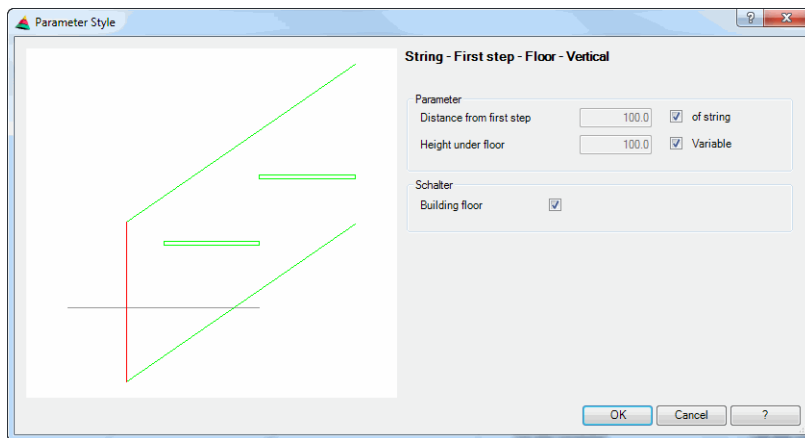 Parameter Style
?
String - First step - Floor - Vertical
Parameter
Distance from first step 100.0 of string
Height under floor 100.0 Variable
Schalter
Building floor
OK Cancel ?